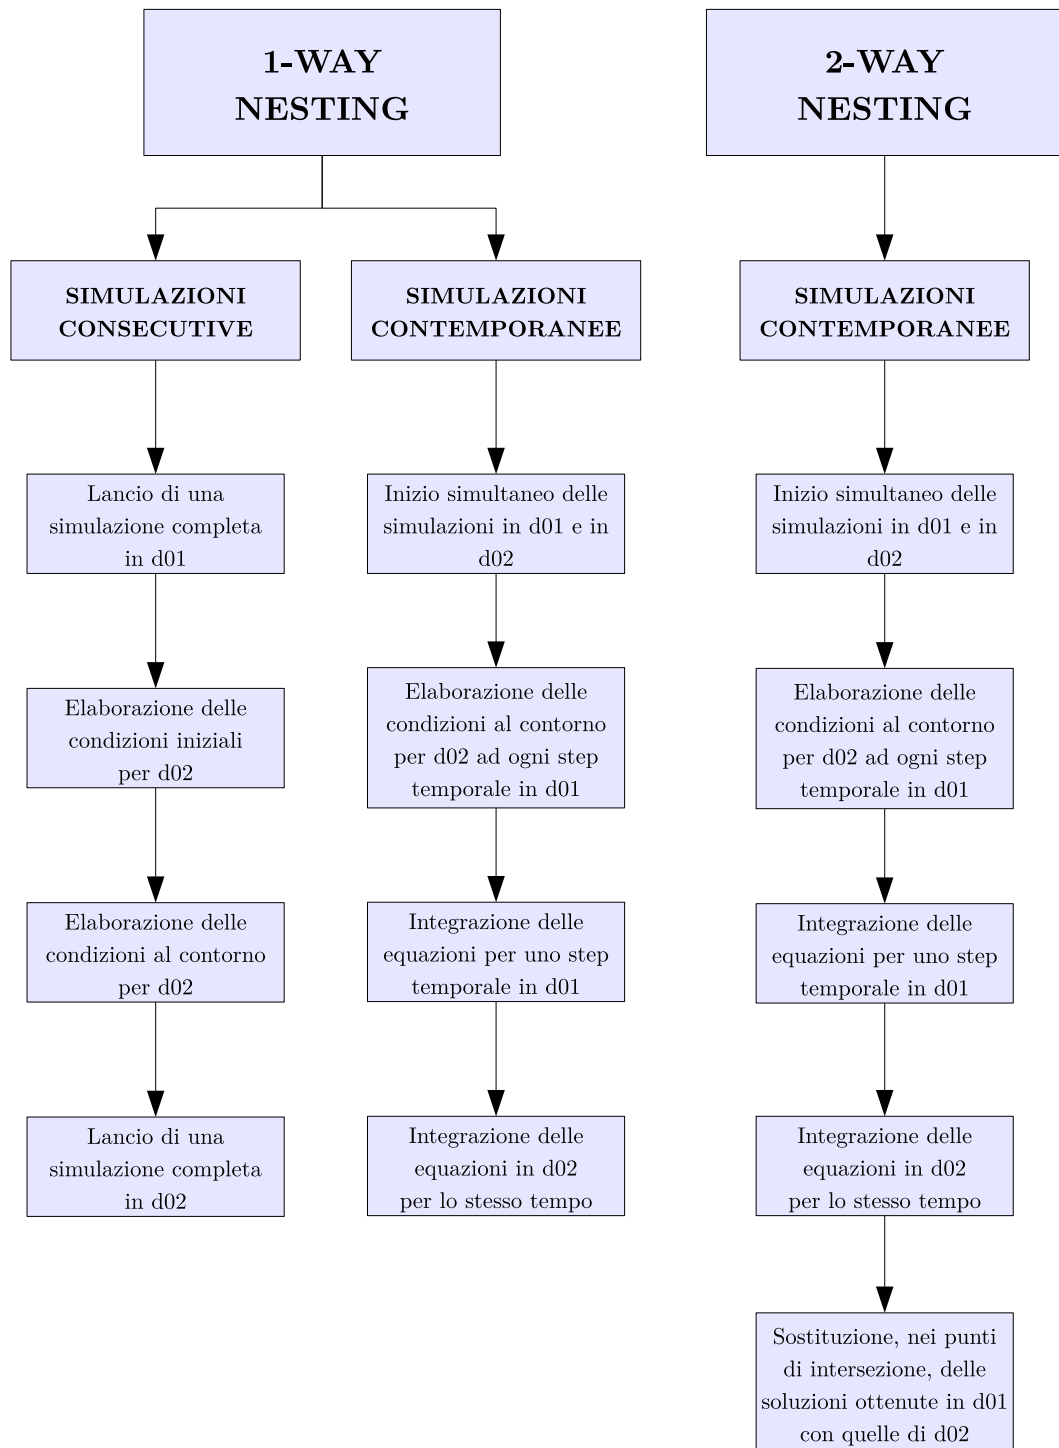 1-WAY
NESTING
2-WAY
NESTING
SIMULAZIONI
CONSECUTIVE
SIMULAZIONI
CONTEMPORANEE
SIMULAZIONI
CONTEMPORANEE
Lancio di una
simulazione completa
in d01
Inizio simultaneo delle
simulazioni in d01 e in
d02
Inizio simultaneo delle
simulazioni in d01 e in
d02
Elaborazione delle
condizioni iniziali
per d02
Elaborazione delle
condizioni al contorno
per d02 ad ogni step
temporale in d01
Elaborazione delle
condizioni al contorno
per d02 ad ogni step
temporale in d01
Elaborazione delle
condizioni al contorno
per d02
Integrazione delle
equazioni per uno step
temporale in d01
Integrazione delle
equazioni per uno step
temporale in d01
Lancio di una
simulazione completa
in d02
Integrazione delle
equazioni in d02
per lo stesso tempo
Integrazione delle
equazioni in d02
per lo stesso tempo
Sostituzione, nei punti
di intersezione, delle
soluzioni ottenute in d01
con quelle di d02